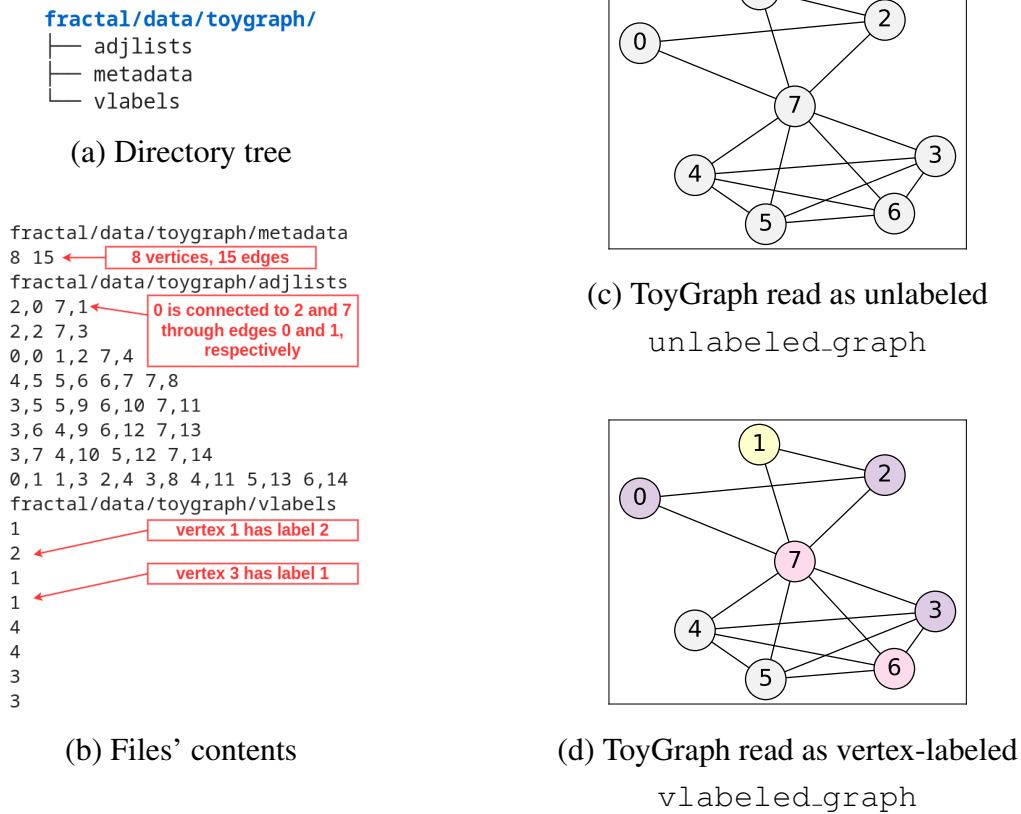 fractal/data/toygraph/
├── adjlists
├── metadata
└── vlabels
(a) Directory tree
fractal/data/toygraph/metadata
8 15
8 vertices, 15 edges
fractal/data/toygraph/adjlists
2,0 7,1
0 is connected to 2 and 7
through edges 0 and 1,
respectively
2,2 7,3
0,0 1,2 7,4
4,5 5,6 6,7 7,8
3,5 5,9 6,10 7,11
3,6 4,9 6,12 7,13
3,7 4,10 5,12 7,14
0,1 1,3 2,4 3,8 4,11 5,13 6,14
fractal/data/toygraph/vlabels
1
vertex 1 has label 2
2
1
vertex 3 has label 1
1
4
4
3
3
(b) Files' contents
2
0
7
3
4
6
5
(c) ToyGraph read as unlabeled
unlabeled_graph
1
2
0
7
3
4
6
5
(d) ToyGraph read as vertex-labeled
vlabeled_graph